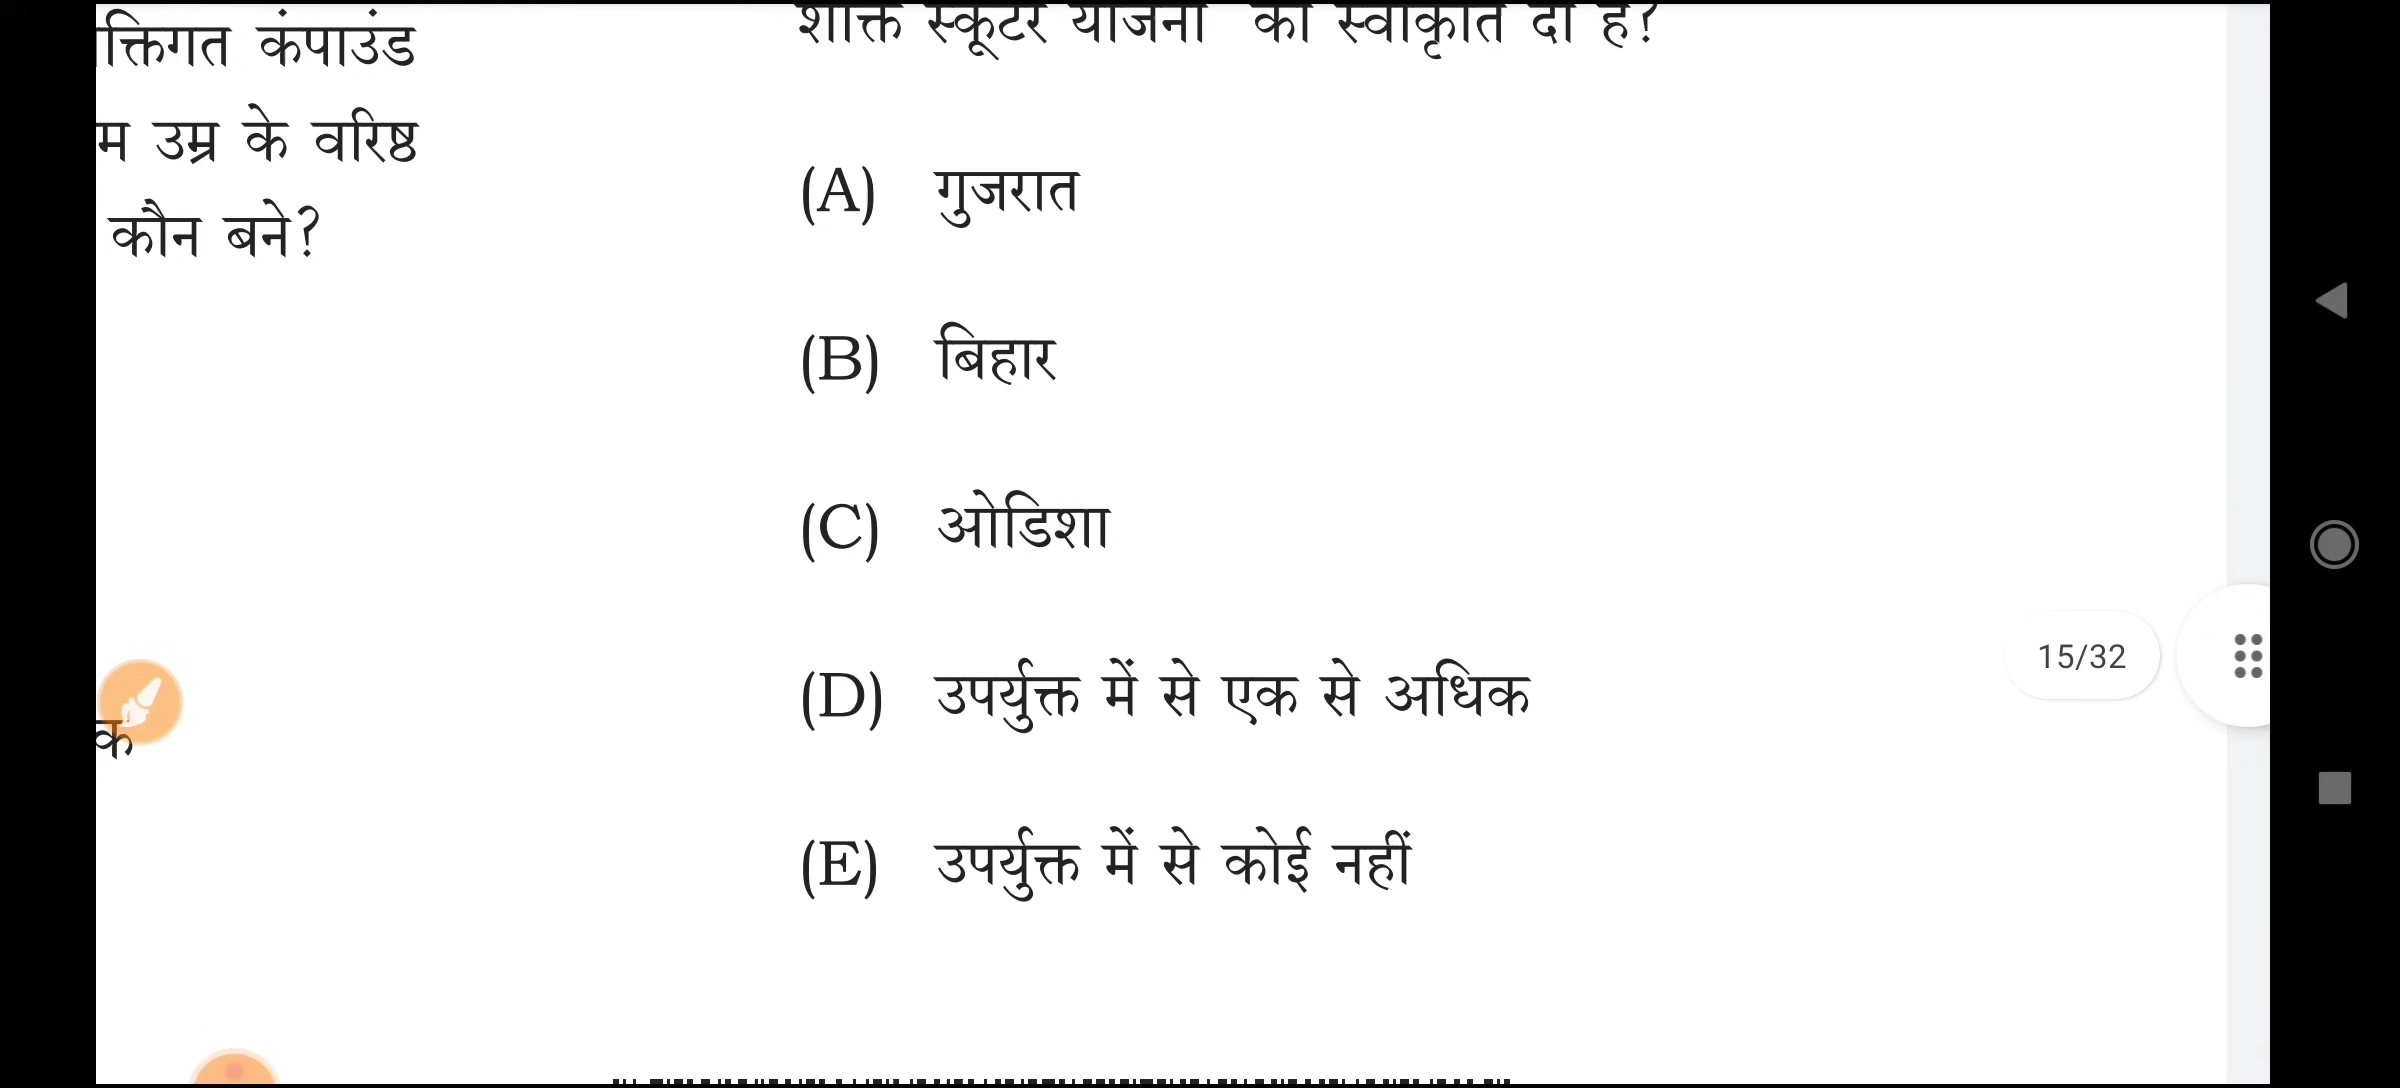 क्तिगत कंपाउंड
म उम्र के वरिष्ठ
कौन बने?
क
शक्ति स्कूटर योजना की स्वीकृति दी है?
(A) गुजरात
(B) बिहार
(C) ओडिशा
(D) उपर्युक्त में से एक से अधिक
(E) उपर्युक्त में से कोई नहीं
15/32